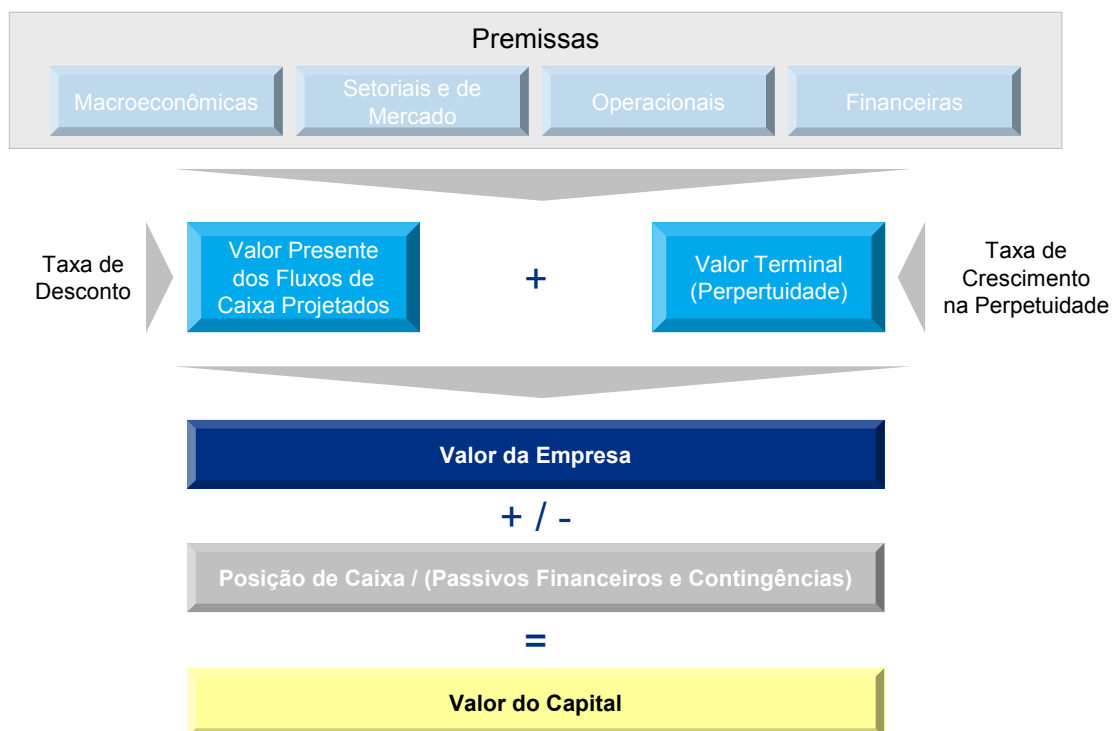 Premissas
Macroeconômicas
Setoriais e de
Mercado
Operacionais
Financeiras
Taxa de
Desconto
Valor Presente
dos Fluxos de
Caixa Projetados
+
Valor Terminal
(Perpertuidade)
Taxa de
Crescimento
na Perpetuidade
Valor da Empresa
+ / -
Posição de Caixa / (Passivos Financeiros e Contingências)
=
Valor do Capital